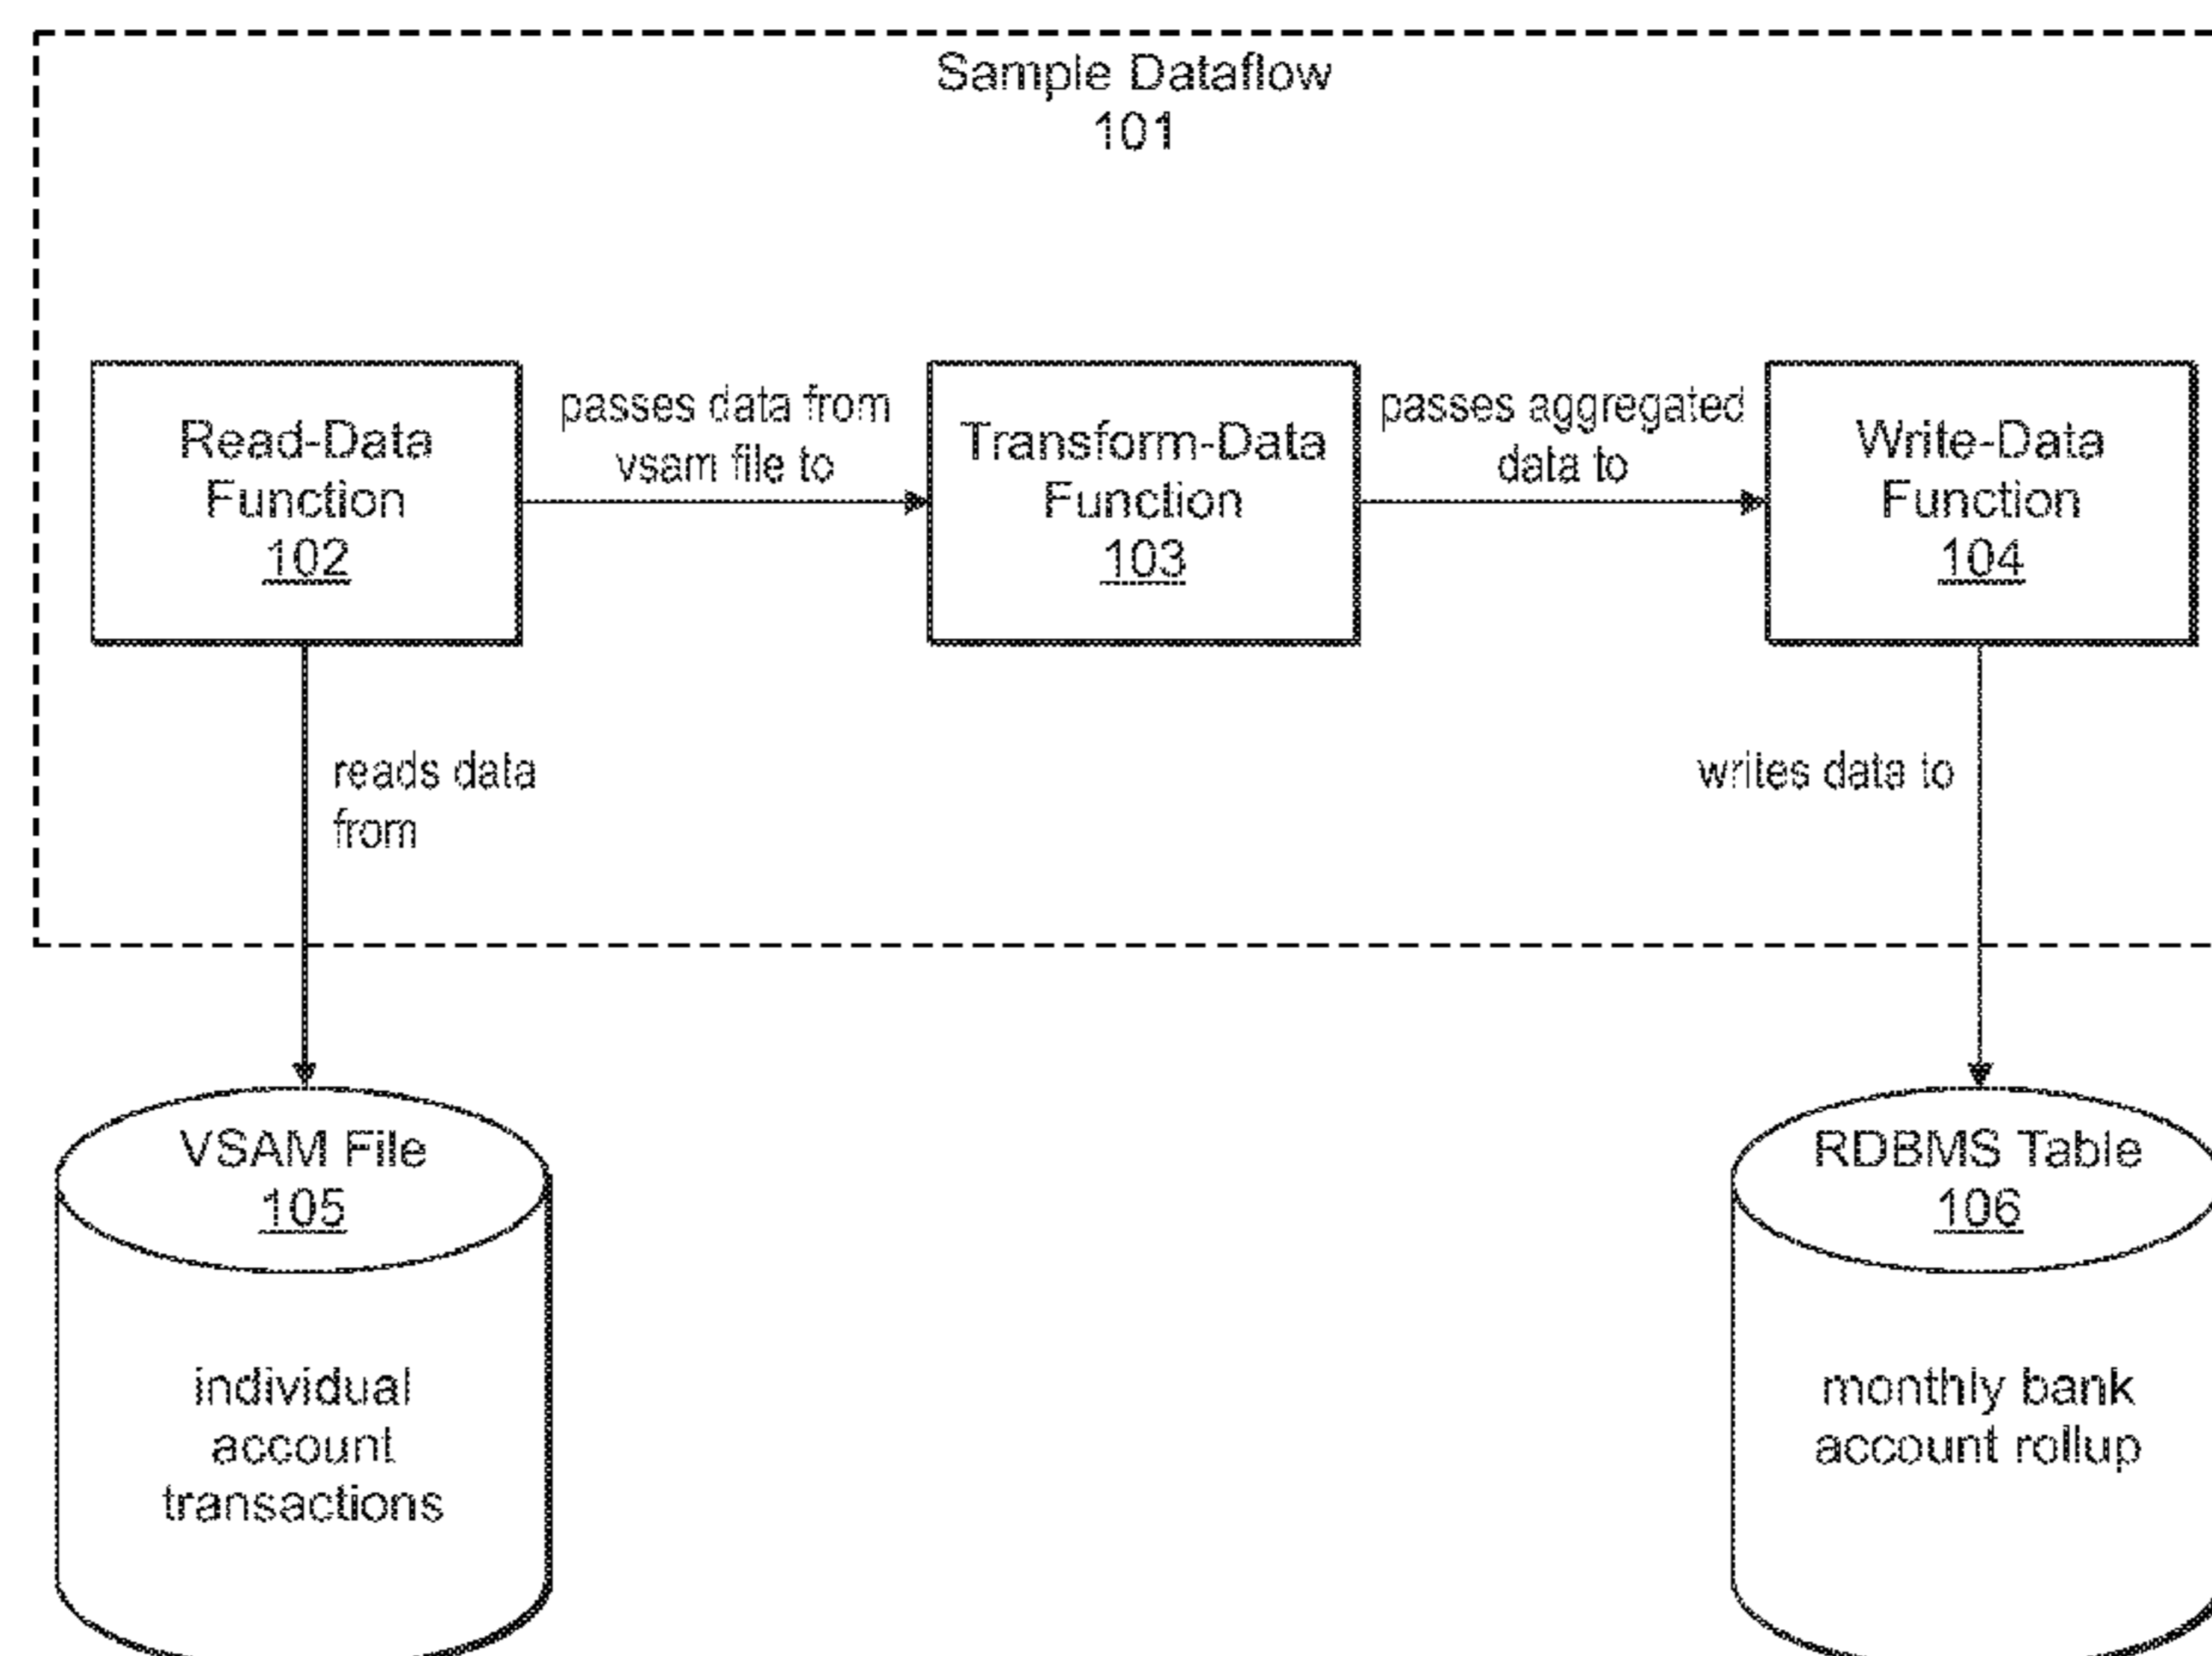 Sample Dataflow
101
Read-Data
Function
102
passes data from
vsam file to
Transform-Data
Function
103
passes aggregated
data to
Write-Data
Function
104
reads data
from
writes data to
VSAM File
105
individual
account
transactions
RDBMS Table
106
monthly bank
account rollup